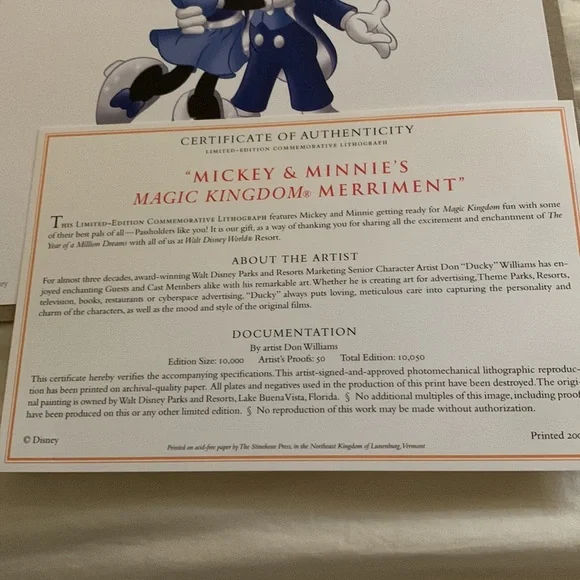 CERTIFICATE OF AUTHENTICITY
LIMITED-EDITION COMMEMORATIVE LITHOGRAPH
"MICKEY & MINNIE'S
MAGIC KINGDOM® MERRIMENT"
THIS LIMITED-EDITION COMMEMORATIVE LITHOGRAPH features Mickey and Minnie getting ready for Magic Kingdom fun with some
of their best pals of all—Passholders like you! It is our gift, as a way of thanking you for sharing all the excitement and enchantment of The
Year of a Million Dreams with all of us at Walt Disney World® Resort.
ABOUT THE ARTIST
For almost three decades, award-winning Walt Disney Parks and Resorts Marketing Senior Character Artist Don "Ducky" Williams has en-
joyed enchanting Guests and Cast Members alike with his remarkable art. Whether he is creating art for advertising, Theme Parks, Resorts,
television, books, restaurants or cyberspace advertising, "Ducky" always puts loving, meticulous care into capturing the personality and
charm of the characters, as well as the mood and style of the original films.
DOCUMENTATION
By artist Don Williams
Edition Size: 10,000 Artist's Proofs: 50 Total Edition: 10,050
This certificate hereby verifies the accompanying specifications. This artist-signed-and-approved photomechanical lithographic reproduc-
tion has been printed on archival-quality paper. All plates and negatives used in the production of this print have been destroyed. The origi-
nal painting is owned by Walt Disney Parks and Resorts, Lake Buena Vista, Florida. § No additional multiples of this image, including proof
have been produced on this or any other limited edition. § No reproduction of this work may be made without authorization.
© Disney
Printed 200
Printed on acid-free paper by The Stinehour Press, in the Northeast Kingdom of Lunenburg, Vermont
Disney